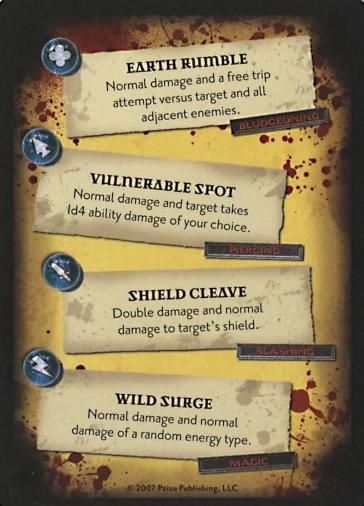 EARTH RUMBLE
Normal damage and a free trip
attempt versus target and all
adjacent enemies.
BLUDGEONING
VULNERABLE SPOT
Normal damage and target takes
1d4 ability damage of your choice.
PIERCING
SHIELD CLEAVE
Double damage and normal
damage to target's shield.
SLASHING
WILD SURGE
Normal damage and normal
damage of a random energy type.
MAGIC
© 2007 Paizo Publishing, LLC